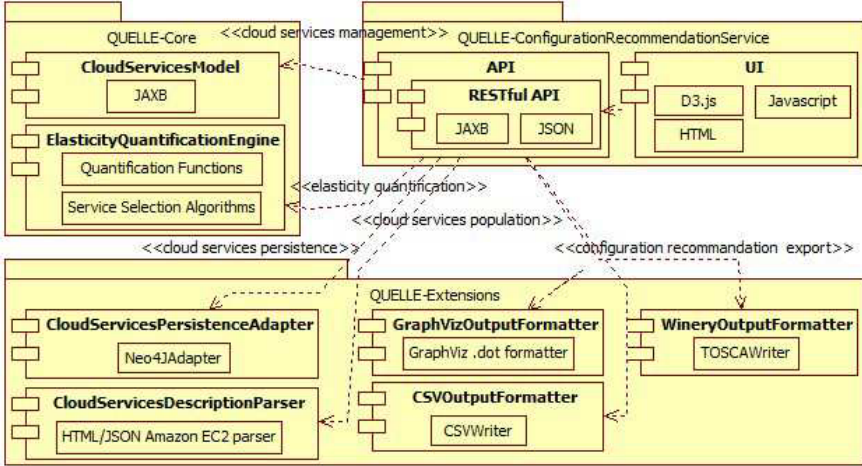 QUELLE-Core
<<cloud services management>>
QUELLE-ConfigurationRecommendationService
CloudServicesModel
JAXB
API
UI
RESTful API
JAXB
JSON
D3.js
Javascript
HTML
ElasticityQuantificationEngine
Quantification Functions
Service Selection Algorithms
<<elasticity quantification>>
<<cloud services population>>
<<cloud services persistence>>
<<configuration recommandation export>>
QUELLE-Extensions
CloudServicesPersistenceAdapter
Neo4JAdapter
GraphVizOutputFormatter
GraphViz .dot formatter
WineryOutputFormatter
TOSCAWriter
CloudServicesDescriptionParser
HTML/JSON Amazon EC2 parser
CSVOutputFormatter
CSVWriter